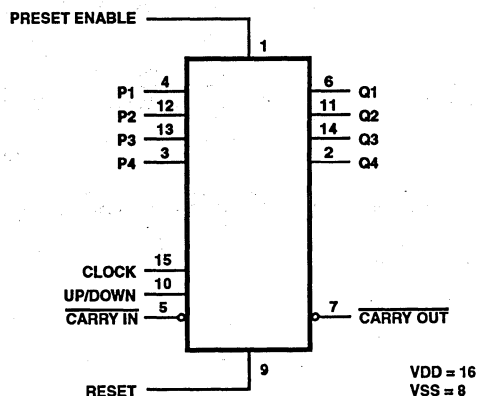 PRESET ENABLE
1
P1 4
6 Q1
P2 12
11 Q2
P3 13
14 Q3
P4 3
2 Q4
CLOCK 15
UP/DOWN 10
CARRY IN 5
7 CARRY OUT
9
RESET
VDD = 16
VSS = 8